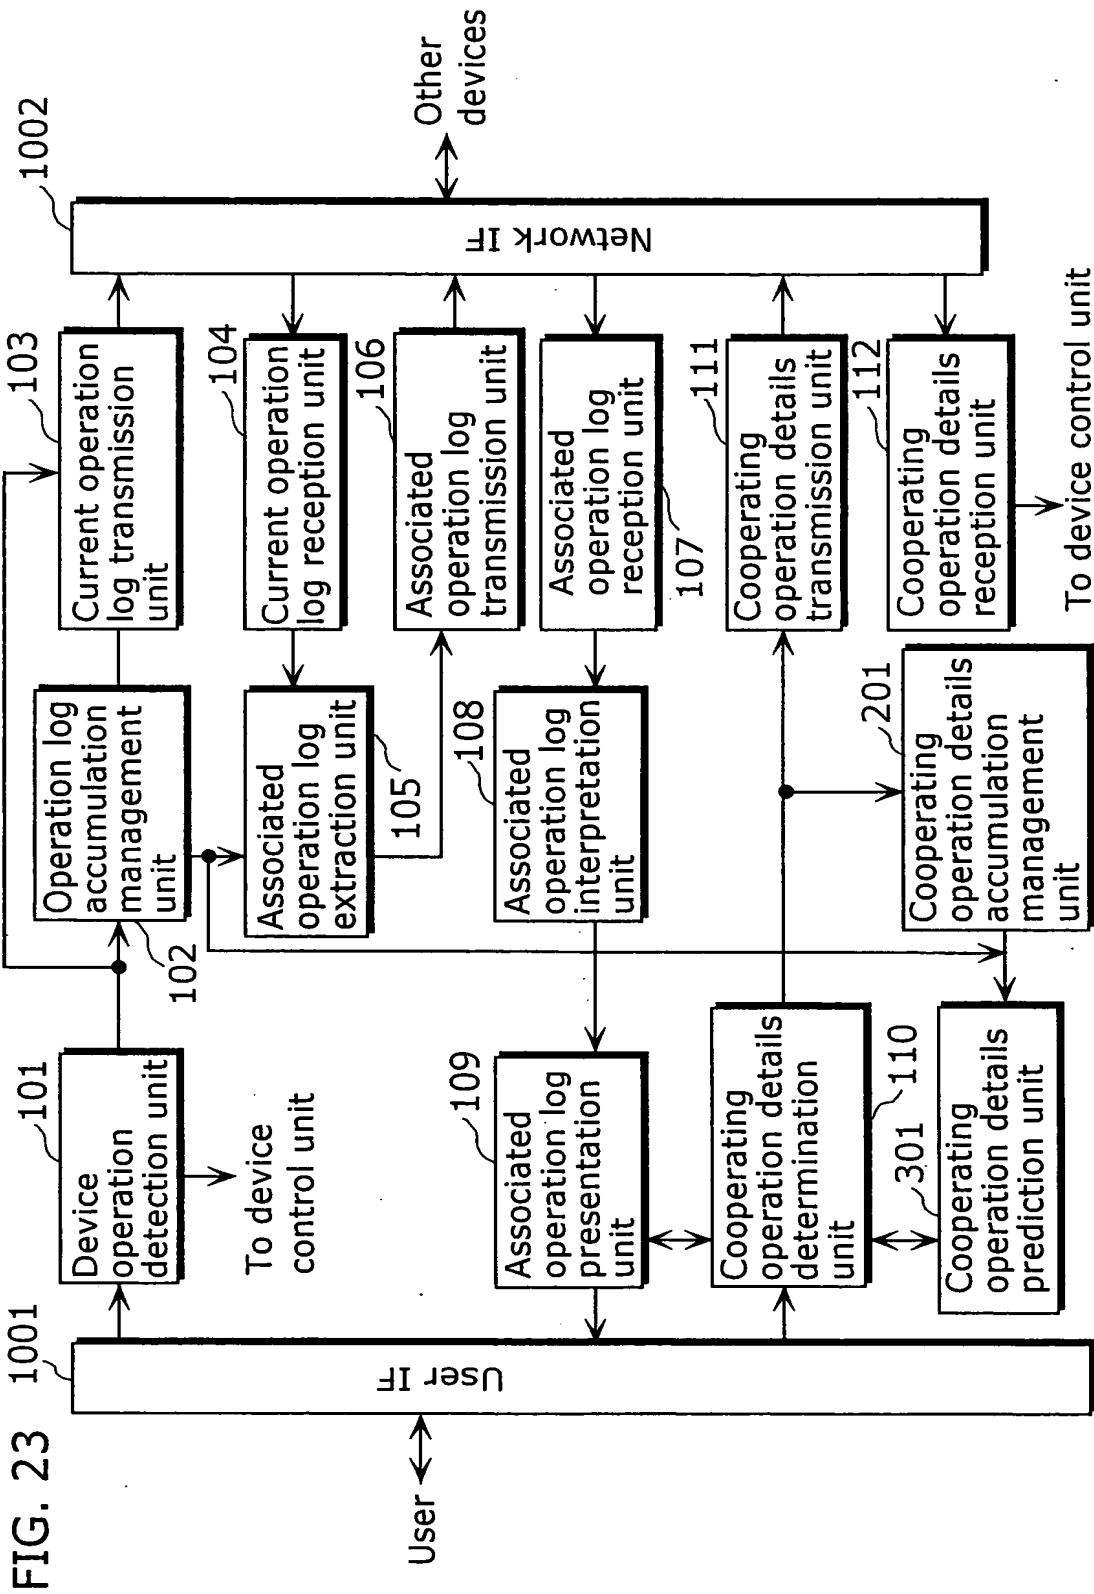 FIG. 23
1001
User
User IF
101
Device
operation
detection unit
To device
control unit
102
Operation log
accumulation
management
unit
103
Current operation
log transmission
unit
104
Current operation
log reception unit
Associated
operation log
extraction unit
105
106
Associated
operation log
transmission unit
Associated
operation log
reception unit
107
108
Associated
operation log
interpretation
unit
109
Associated
operation log
presentation
unit
Cooperating
operation details
determination
unit
110
111
Cooperating
operation details
transmission unit
112
Cooperating
operation details
reception unit
To device control unit
201
Cooperating
operation details
accumulation
management
unit
301
Cooperating
operation details
prediction unit
1002
Network IF
Other
devices